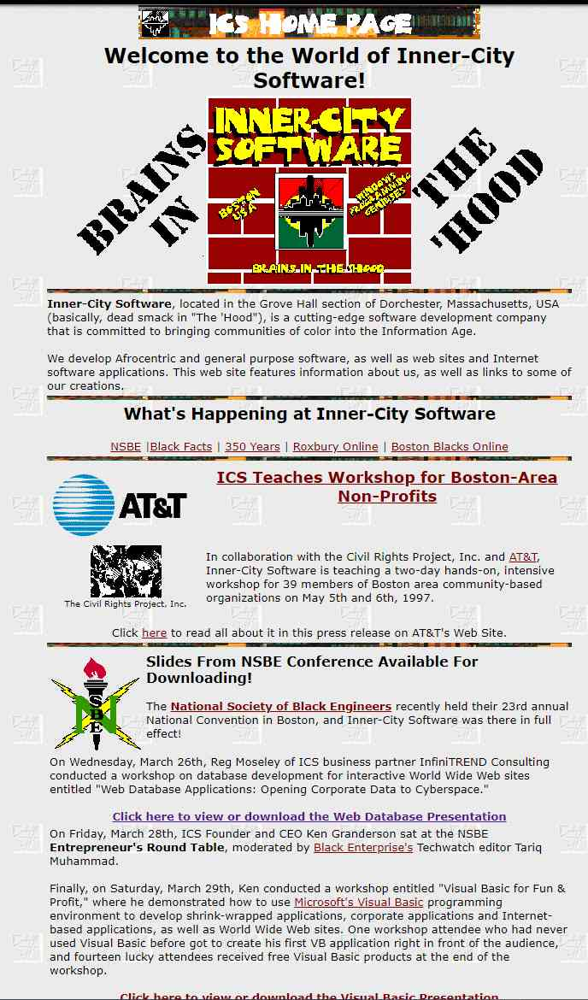 ICS HOME PAGE
Welcome to the World of Inner-City
Software!
BRAINS
IN
INNER-CITY
SOFTWARE
BOSTON
USA
WINDOWS
PROGRAMMING
GENIUSES
BRAINS IN THE 'HOOD
THE
'HOOD
Inner-City Software, located in the Grove Hall section of Dorchester, Massachusetts, USA
(basically, dead smack in "The 'Hood"), is a cutting-edge software development company
that is committed to bringing communities of color into the Information Age.
We develop Afrocentric and general purpose software, as well as web sites and Internet
software applications. This web site features information about us, as well as links to some of
our creations.
What's Happening at Inner-City Software
NSBE |Black Facts | 350 Years | Roxbury Online | Boston Blacks Online
AT&T
ICS Teaches Workshop for Boston-Area
Non-Profits
The Civil Rights Project, Inc.
In collaboration with the Civil Rights Project, Inc. and AT&T,
Inner-City Software is teaching a two-day hands-on, intensive
workshop for 39 members of Boston area community-based
organizations on May 5th and 6th, 1997.
Click here to read all about it in this press release on AT&T's Web Site.
NSBE
Slides From NSBE Conference Available For
Downloading!
The National Society of Black Engineers recently held their 23rd annual
National Convention in Boston, and Inner-City Software was there in full
effect!
On Wednesday, March 26th, Reg Moseley of ICS business partner InfiniTREND Consulting
conducted a workshop on database development for interactive World Wide Web sites
entitled "Web Database Applications: Opening Corporate Data to Cyberspace."
Click here to view or download the Web Database Presentation
On Friday, March 28th, ICS Founder and CEO Ken Granderson sat at the NSBE
Entrepreneur's Round Table, moderated by Black Enterprise's Techwatch editor Tariq
Muhammad.
Finally, on Saturday, March 29th, Ken conducted a workshop entitled "Visual Basic for Fun &
Profit," where he demonstrated how to use Microsoft's Visual Basic programming
environment to develop shrink-wrapped applications, corporate applications and Internet-
based applications, as well as World Wide Web sites. One workshop attendee who had never
used Visual Basic before got to create his first VB application right in front of the audience,
and fourteen lucky attendees received free Visual Basic products at the end of the
workshop.
Click here to view or download the Visual Basic Presentation